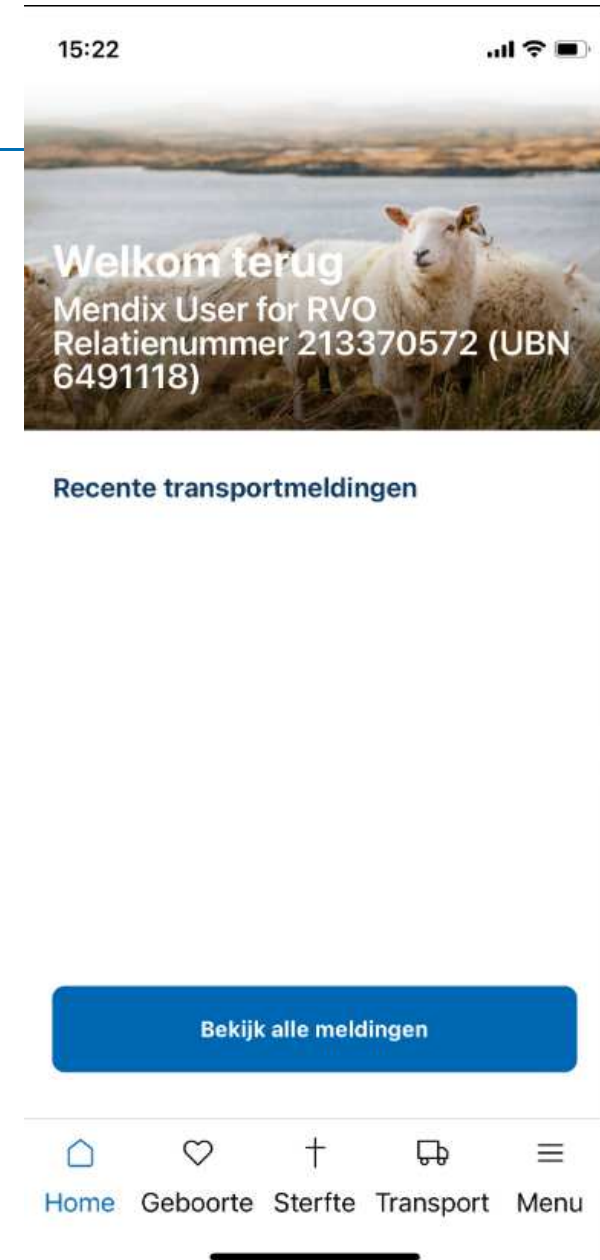 15:22
Welkom terug
Mendix User for RVO
Relatienummer 213370572 (UBN
6491118)
Recente transportmeldingen
Bekijk alle meldingen
Home Geboorte Sterfte Transport Menu